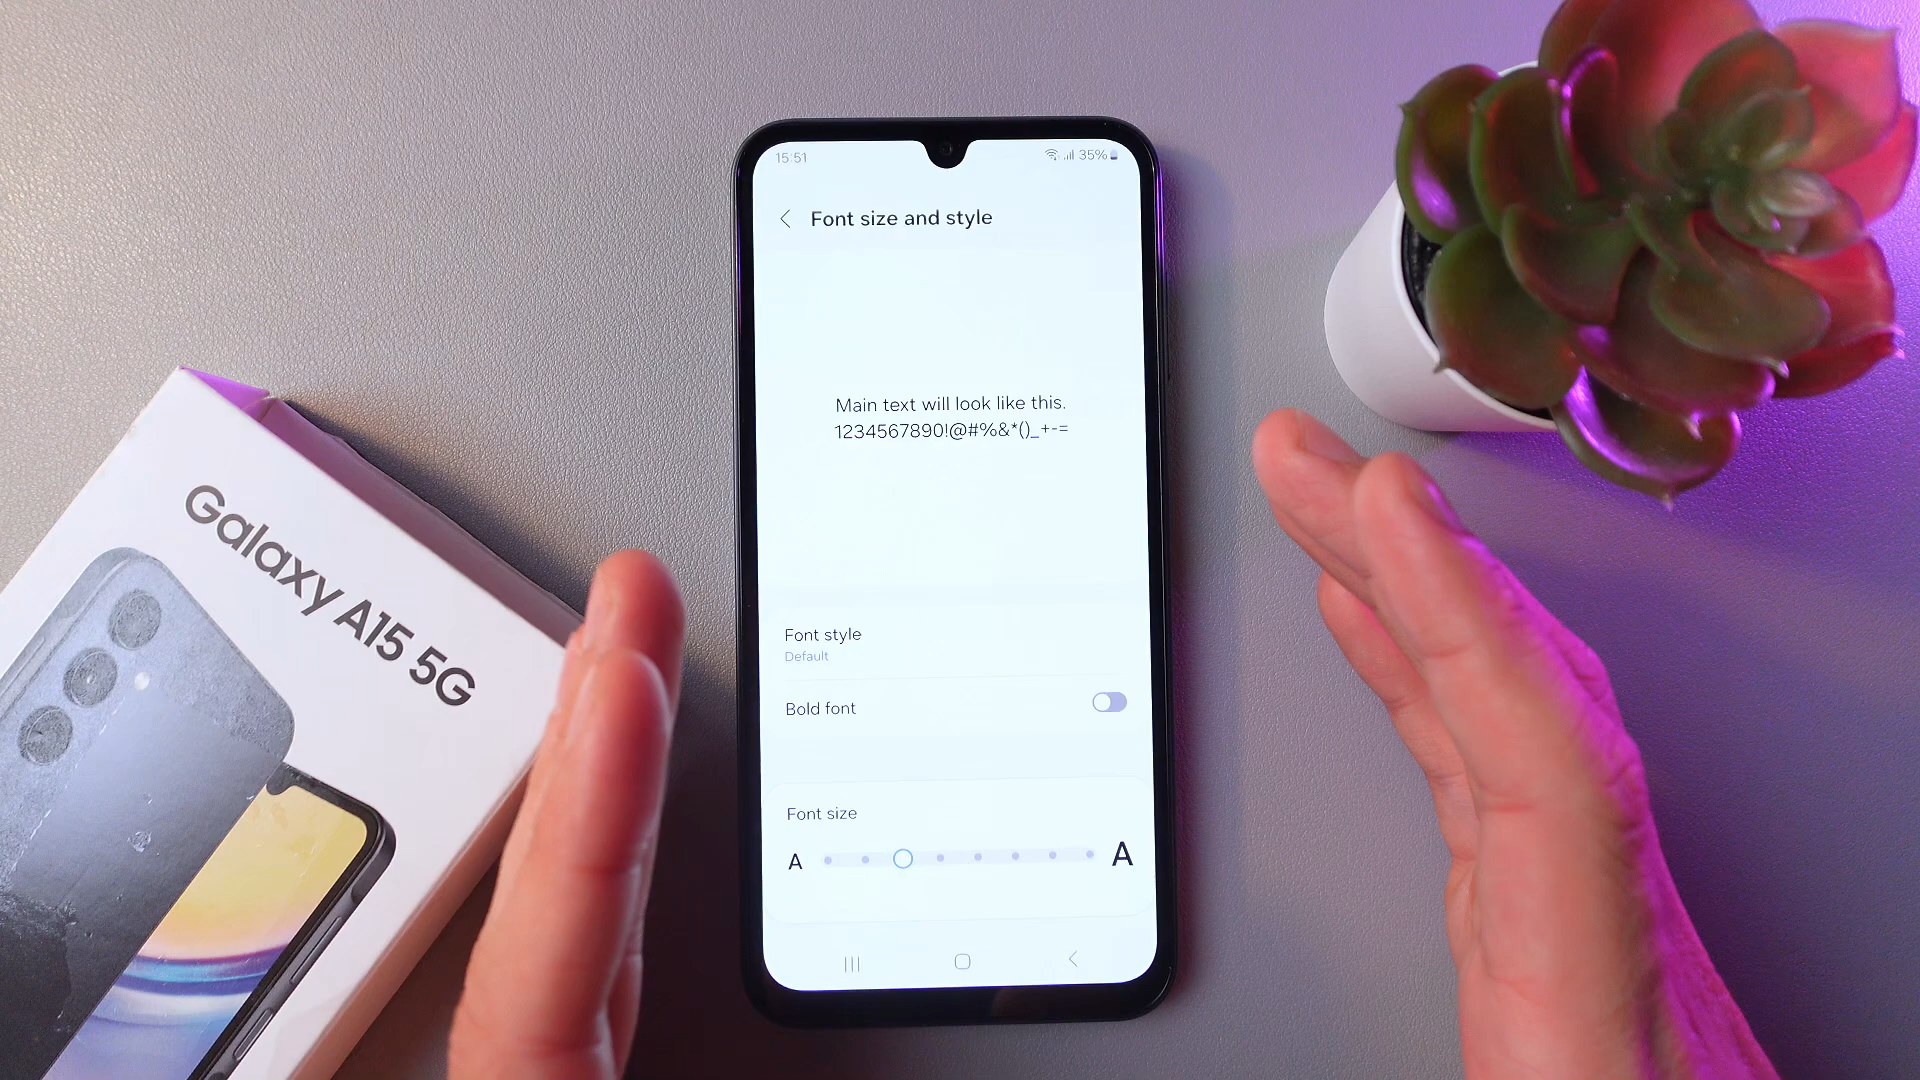 15:51
35%
Font size and style
Main text will look like this.
1234567890!@#%&*()_+-=
Font style
Default
Bold font
Font size
A A
Galaxy A15 5G